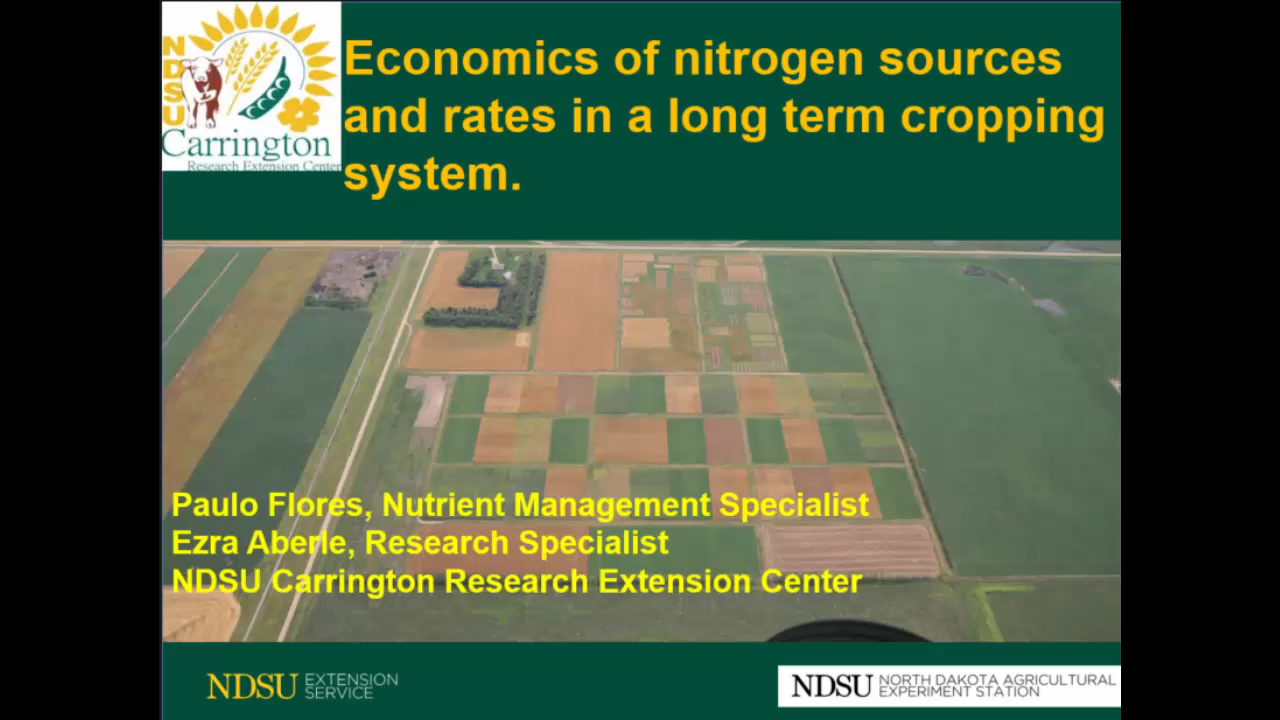 NDSU
Carrington
Research Extension Center
Economics of nitrogen sources
and rates in a long term cropping
system.
Paulo Flores, Nutrient Management Specialist
Ezra Aberle, Research Specialist
NDSU Carrington Research Extension Center
NDSU EXTENSION
SERVICE
NDSU NORTH DAKOTA AGRICULTURAL
EXPERIMENT STATION